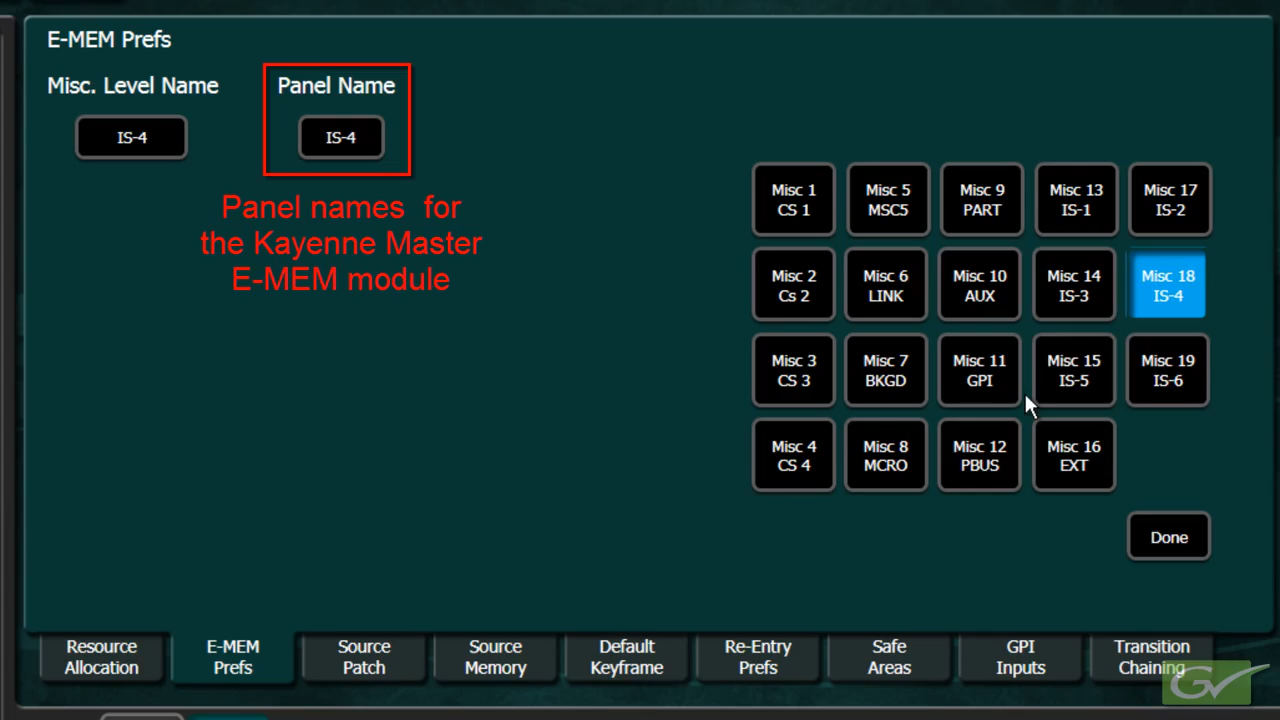 E-MEM Prefs
Misc. Level Name
Panel Name
IS-4
IS-4
Panel names for
the Kayenne Master
E-MEM module
Misc 1
CS 1
Misc 5
MSC5
Misc 9
PART
Misc 13
IS-1
Misc 17
IS-2
Misc 2
Cs 2
Misc 6
LINK
Misc 10
AUX
Misc 14
IS-3
Misc 18
IS-4
Misc 3
CS 3
Misc 7
BKGD
Misc 11
GPI
Misc 15
IS-5
Misc 19
IS-6
Misc 4
CS 4
Misc 8
MCRO
Misc 12
PBUS
Misc 16
EXT
Done
Resource
Allocation
E-MEM
Prefs
Source
Patch
Source
Memory
Default
Keyframe
Re-Entry
Prefs
Safe
Areas
GPI
Inputs
Transition
Chaining
GV